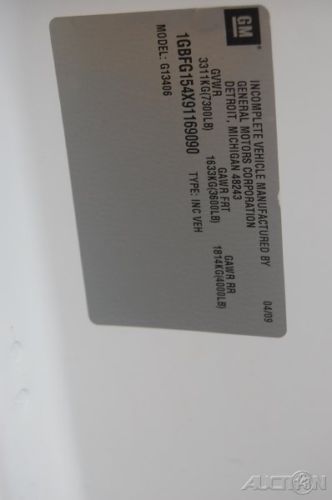 GM
INCOMPLETE VEHICLE MANUFACTURED BY
GENERAL MOTORS CORPORATION
DETROIT, MICHIGAN 48243
04/09
GVWR GAWR FRT GAWR RR
3311KG(7300LB) 1633KG(3600LB) 1814KG(4000LB)
1GBFG154X91169090 TYPE: INC VEH
MODEL: G13406
AUCTION